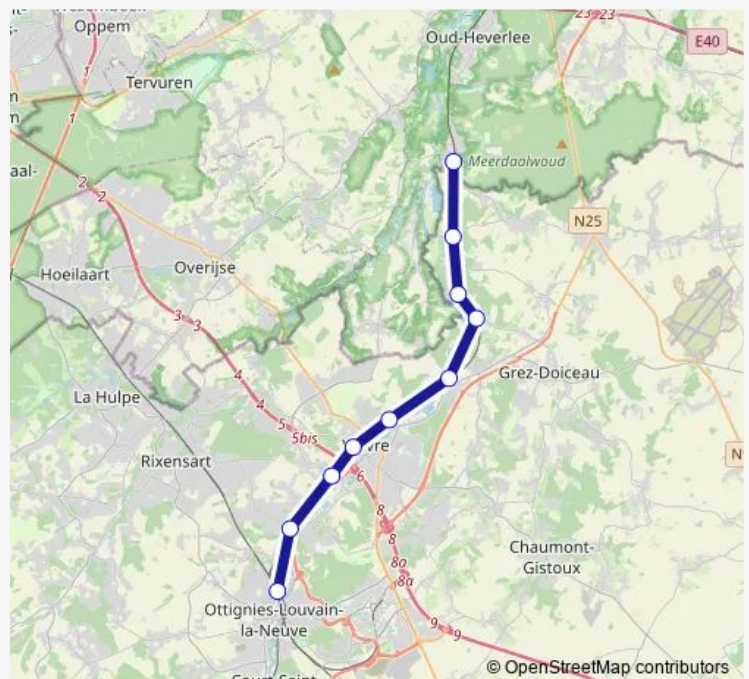 Oppem
Oud-Heverlee
23
23
E40
Tervuren
1
1
2
2
Meerdaalwoud
N25
Hoeilaart
Overijse
3
3
La Hulpe
4
4
Grez-Doiceau
5
5bis
Rixensart
6
8
8
8a
8a
Chaumont-
Gistoux
Ottignies-Louvain-
la-Neuve
9
9
© OpenStreetMap contributors